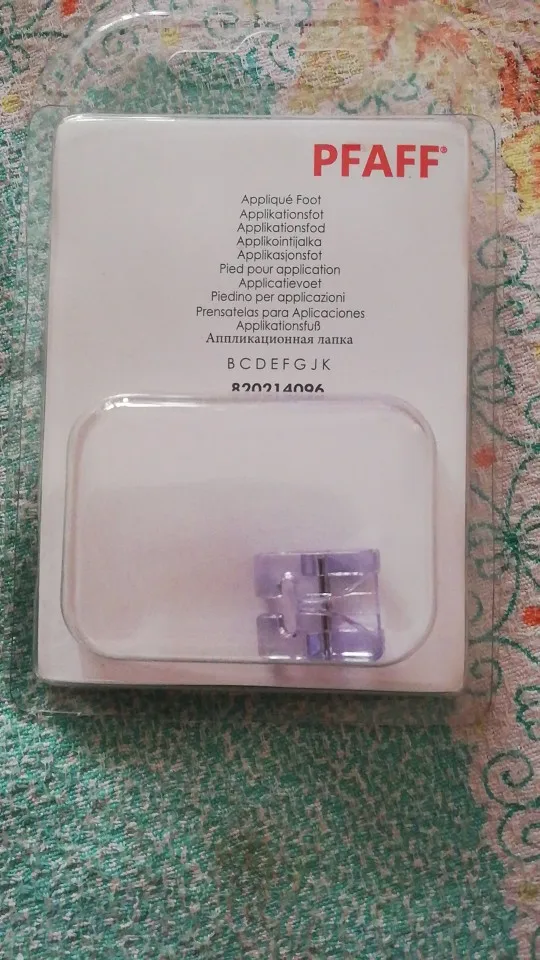 PFAFF®
Appliqué Foot
Applikationsfot
Applikationsfod
Applikointijalka
Applikasjonsfot
Pied pour application
Applicatievoet
Piedino per applicazioni
Prensatelas para Aplicaciones
Applikationsfuß
Аппликационная лапка
B C D E F G J K
820214096